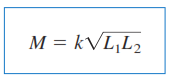 M = k√L₁L₂